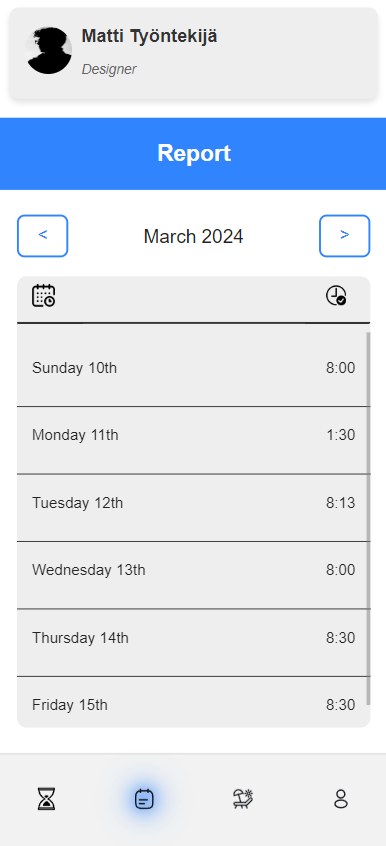 Matti Työntekijä
Designer
Report
< March 2024 >
Sunday 10th 8:00
Monday 11th 1:30
Tuesday 12th 8:13
Wednesday 13th 8:00
Thursday 14th 8:30
Friday 15th 8:30